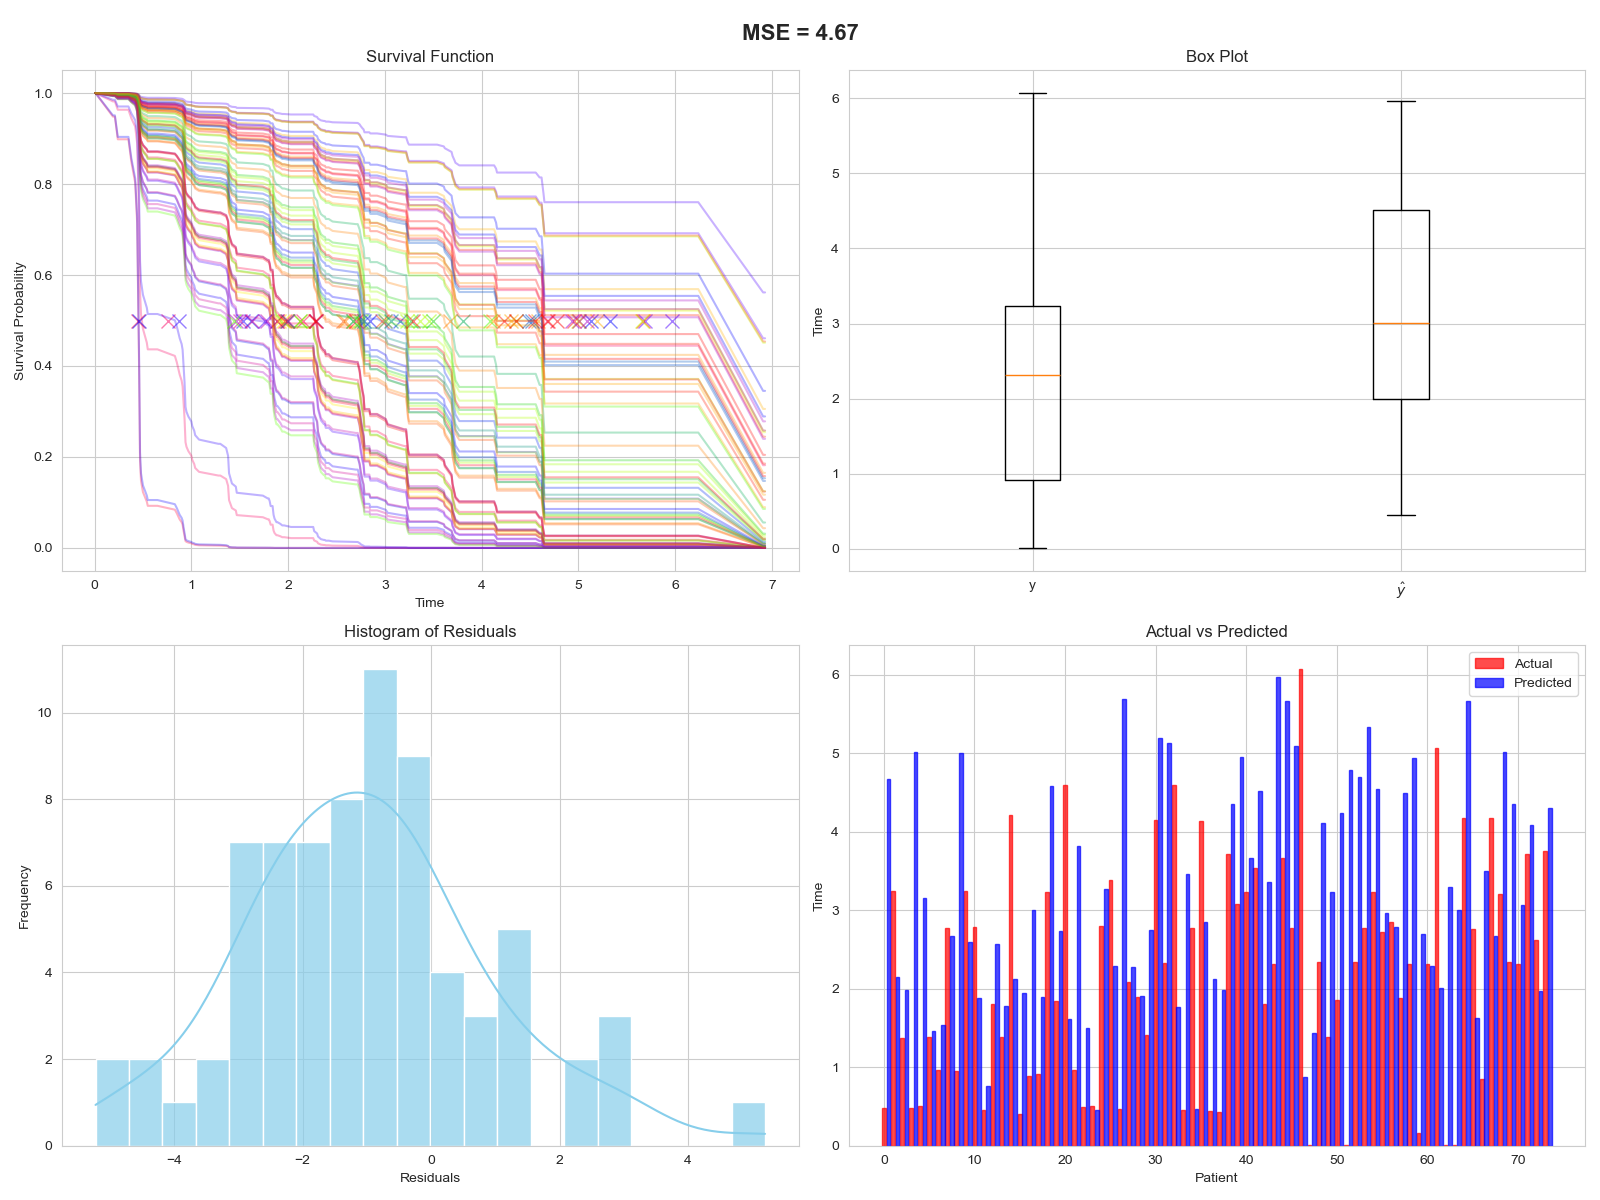 MSE = 4.67
Survival Function
Survival Probability
1.0
0.8
0.6
0.4
0.2
0.0
0 1 2 3 4 5 6 7
Time
Box Plot
Time
6
5
4
3
2
1
0
y ŷ
Histogram of Residuals
Frequency
10
8
6
4
2
0
−4 −2 0 2 4
Residuals
Actual vs Predicted
Actual
Predicted
Time
6
5
4
3
2
1
0
0 10 20 30 40 50 60 70
Patient